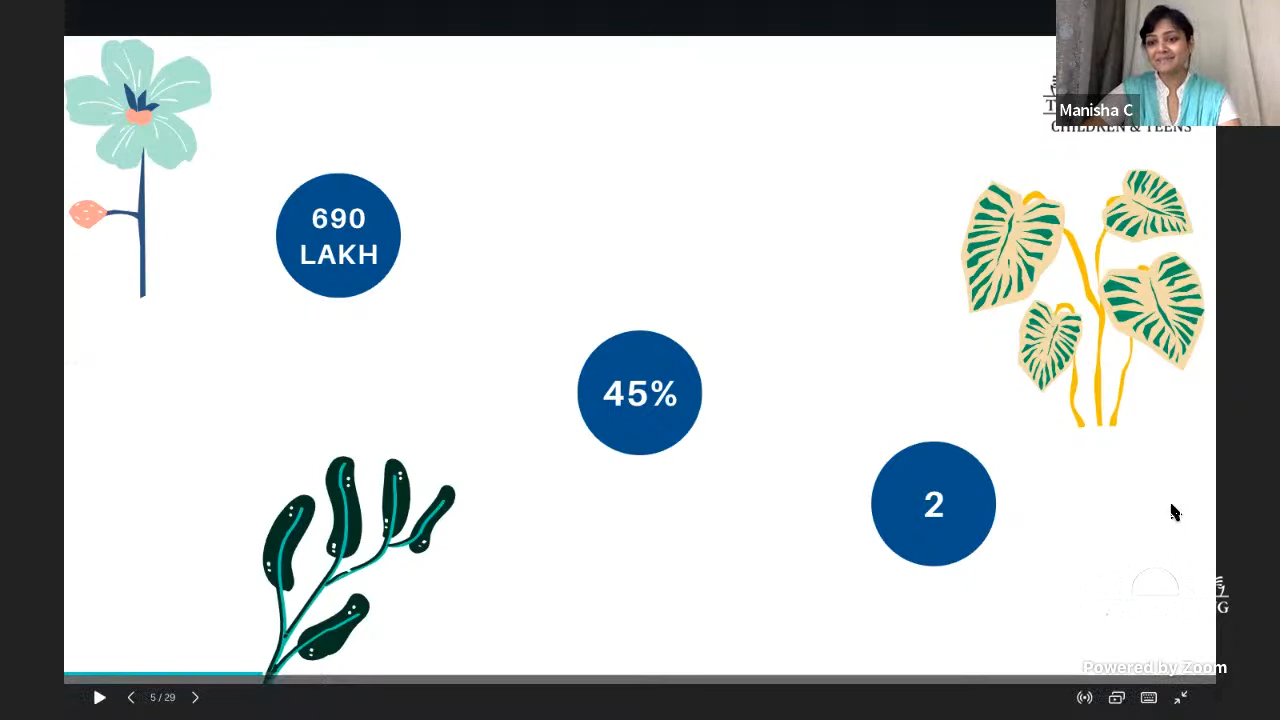 Manisha C
CHILDREN & TEENS
690
LAKH
45%
2
Powered by Zoom
5 / 29